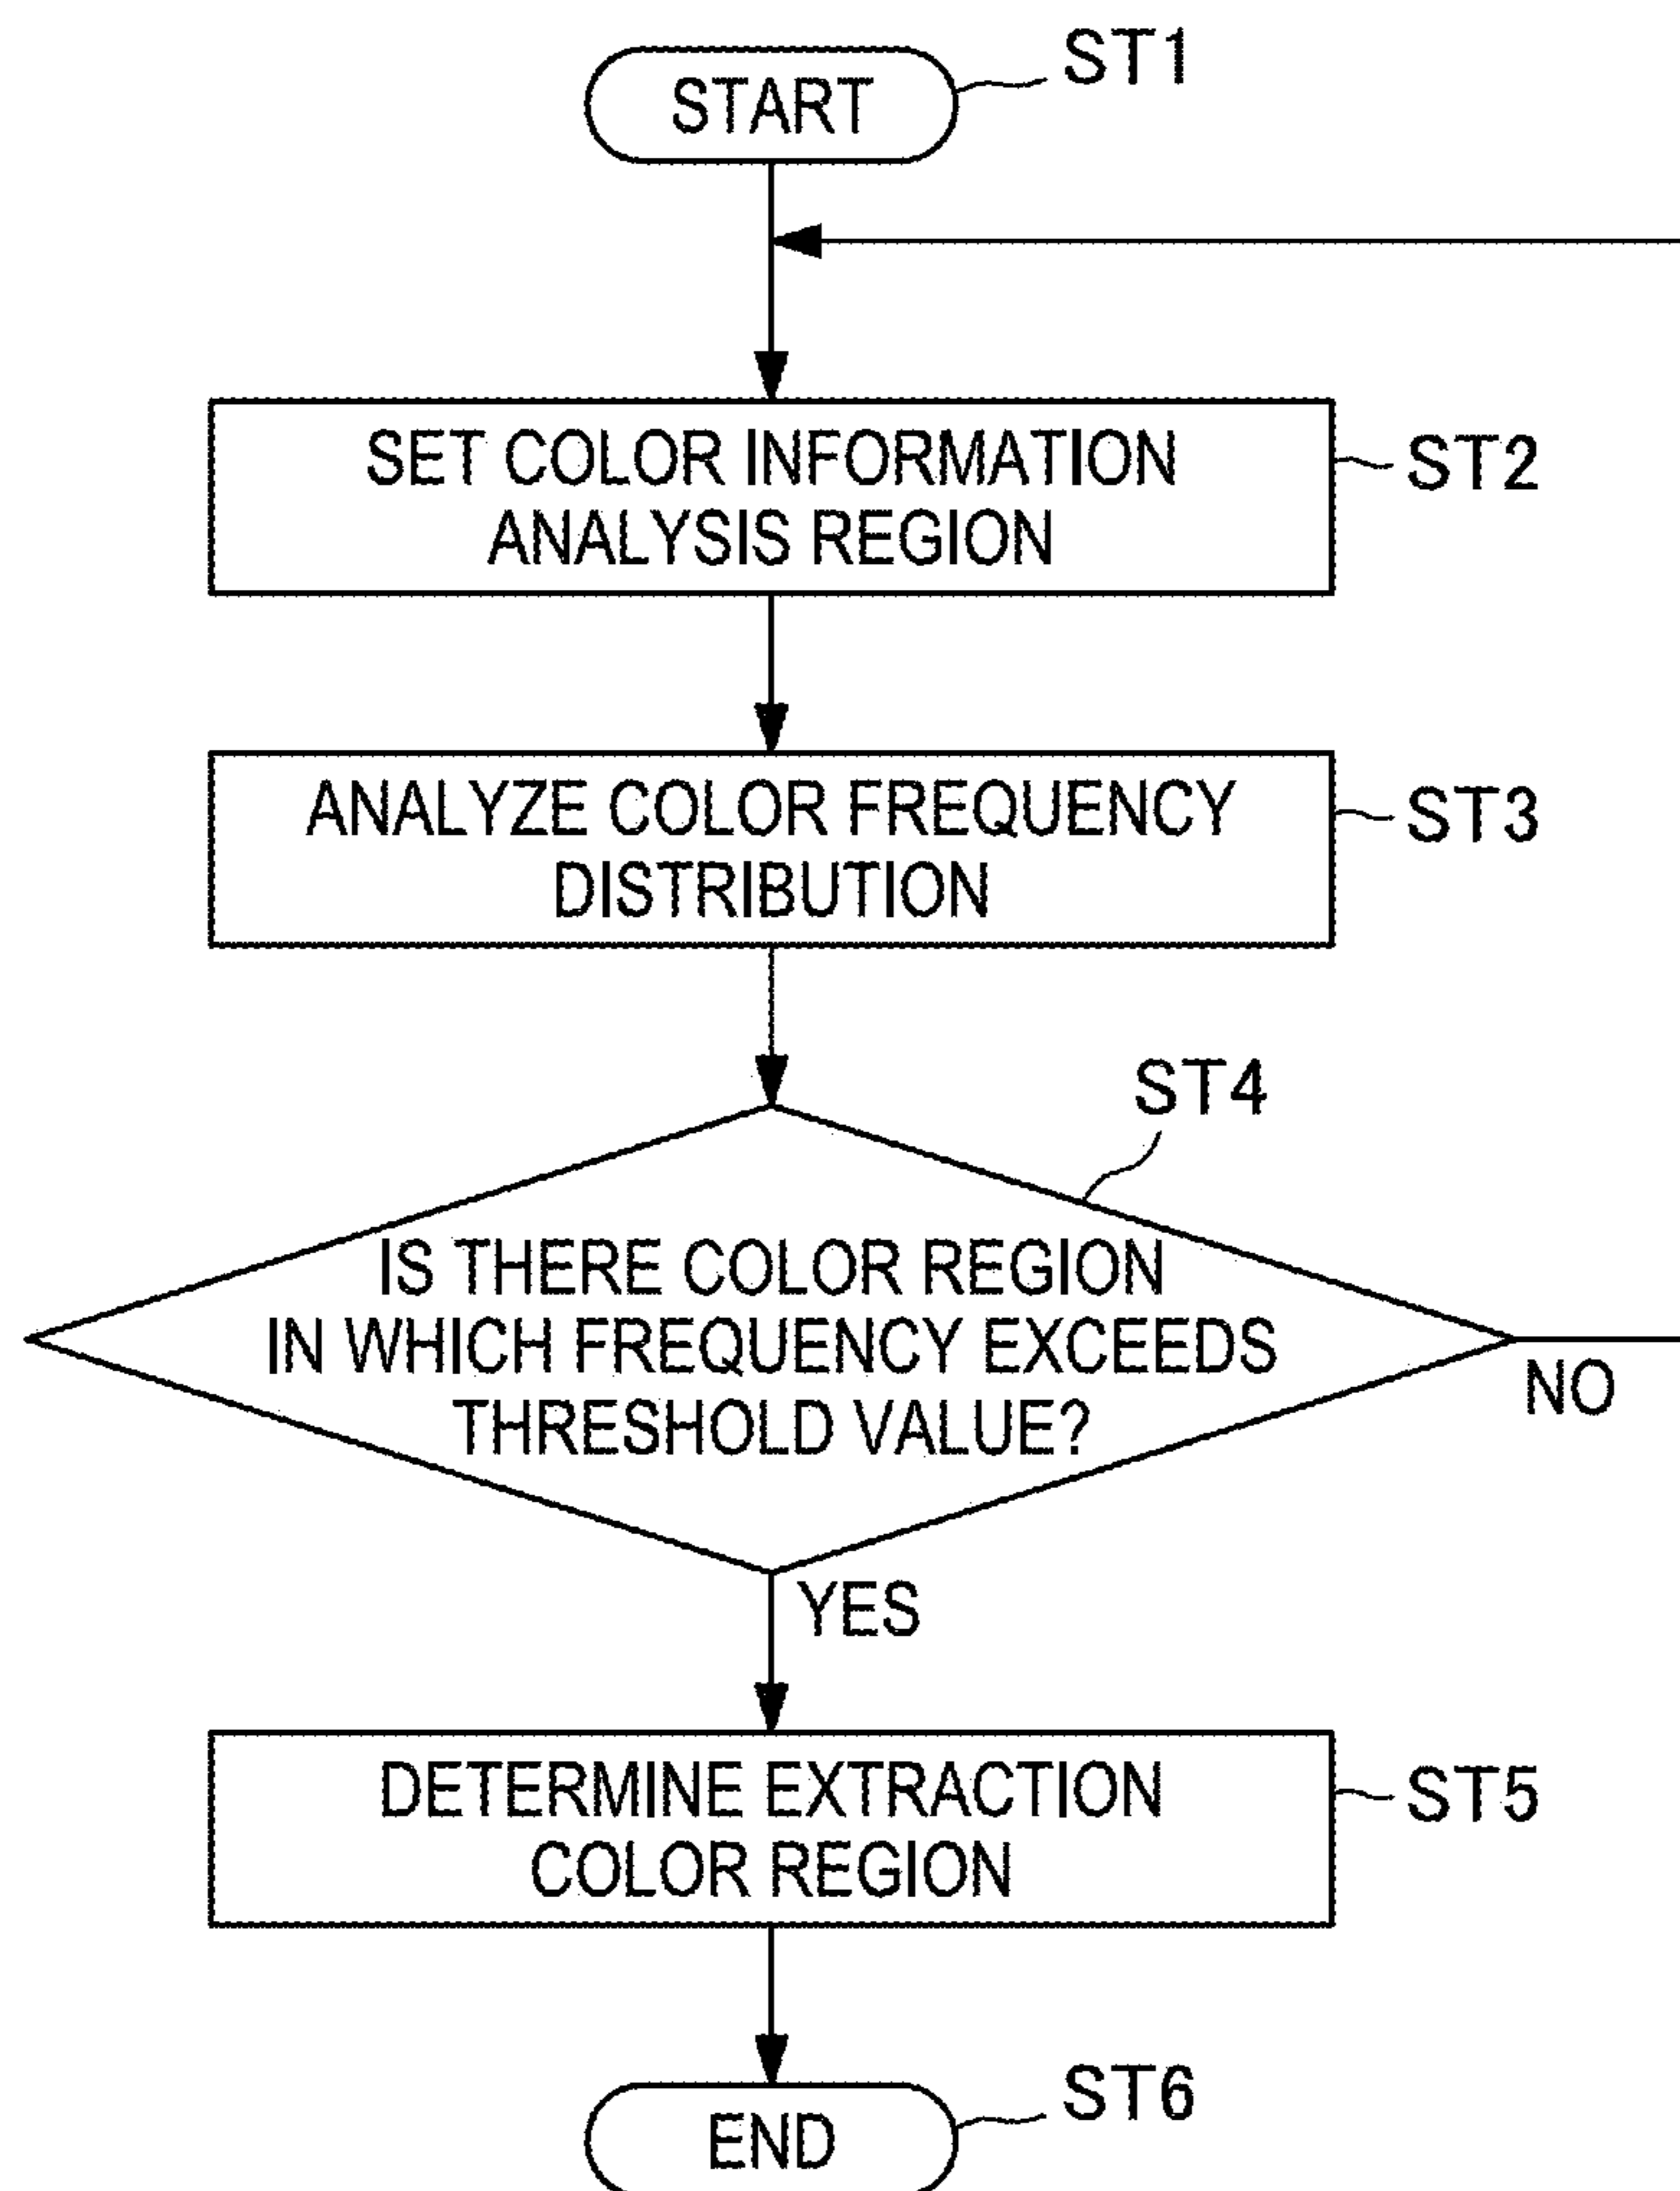 START
ST1
SET COLOR INFORMATION
ANALYSIS REGION
ST2
ANALYZE COLOR FREQUENCY
DISTRIBUTION
ST3
ST4
IS THERE COLOR REGION
IN WHICH FREQUENCY EXCEEDS
THRESHOLD VALUE?
NO
YES
DETERMINE EXTRACTION
COLOR REGION
ST5
END
ST6